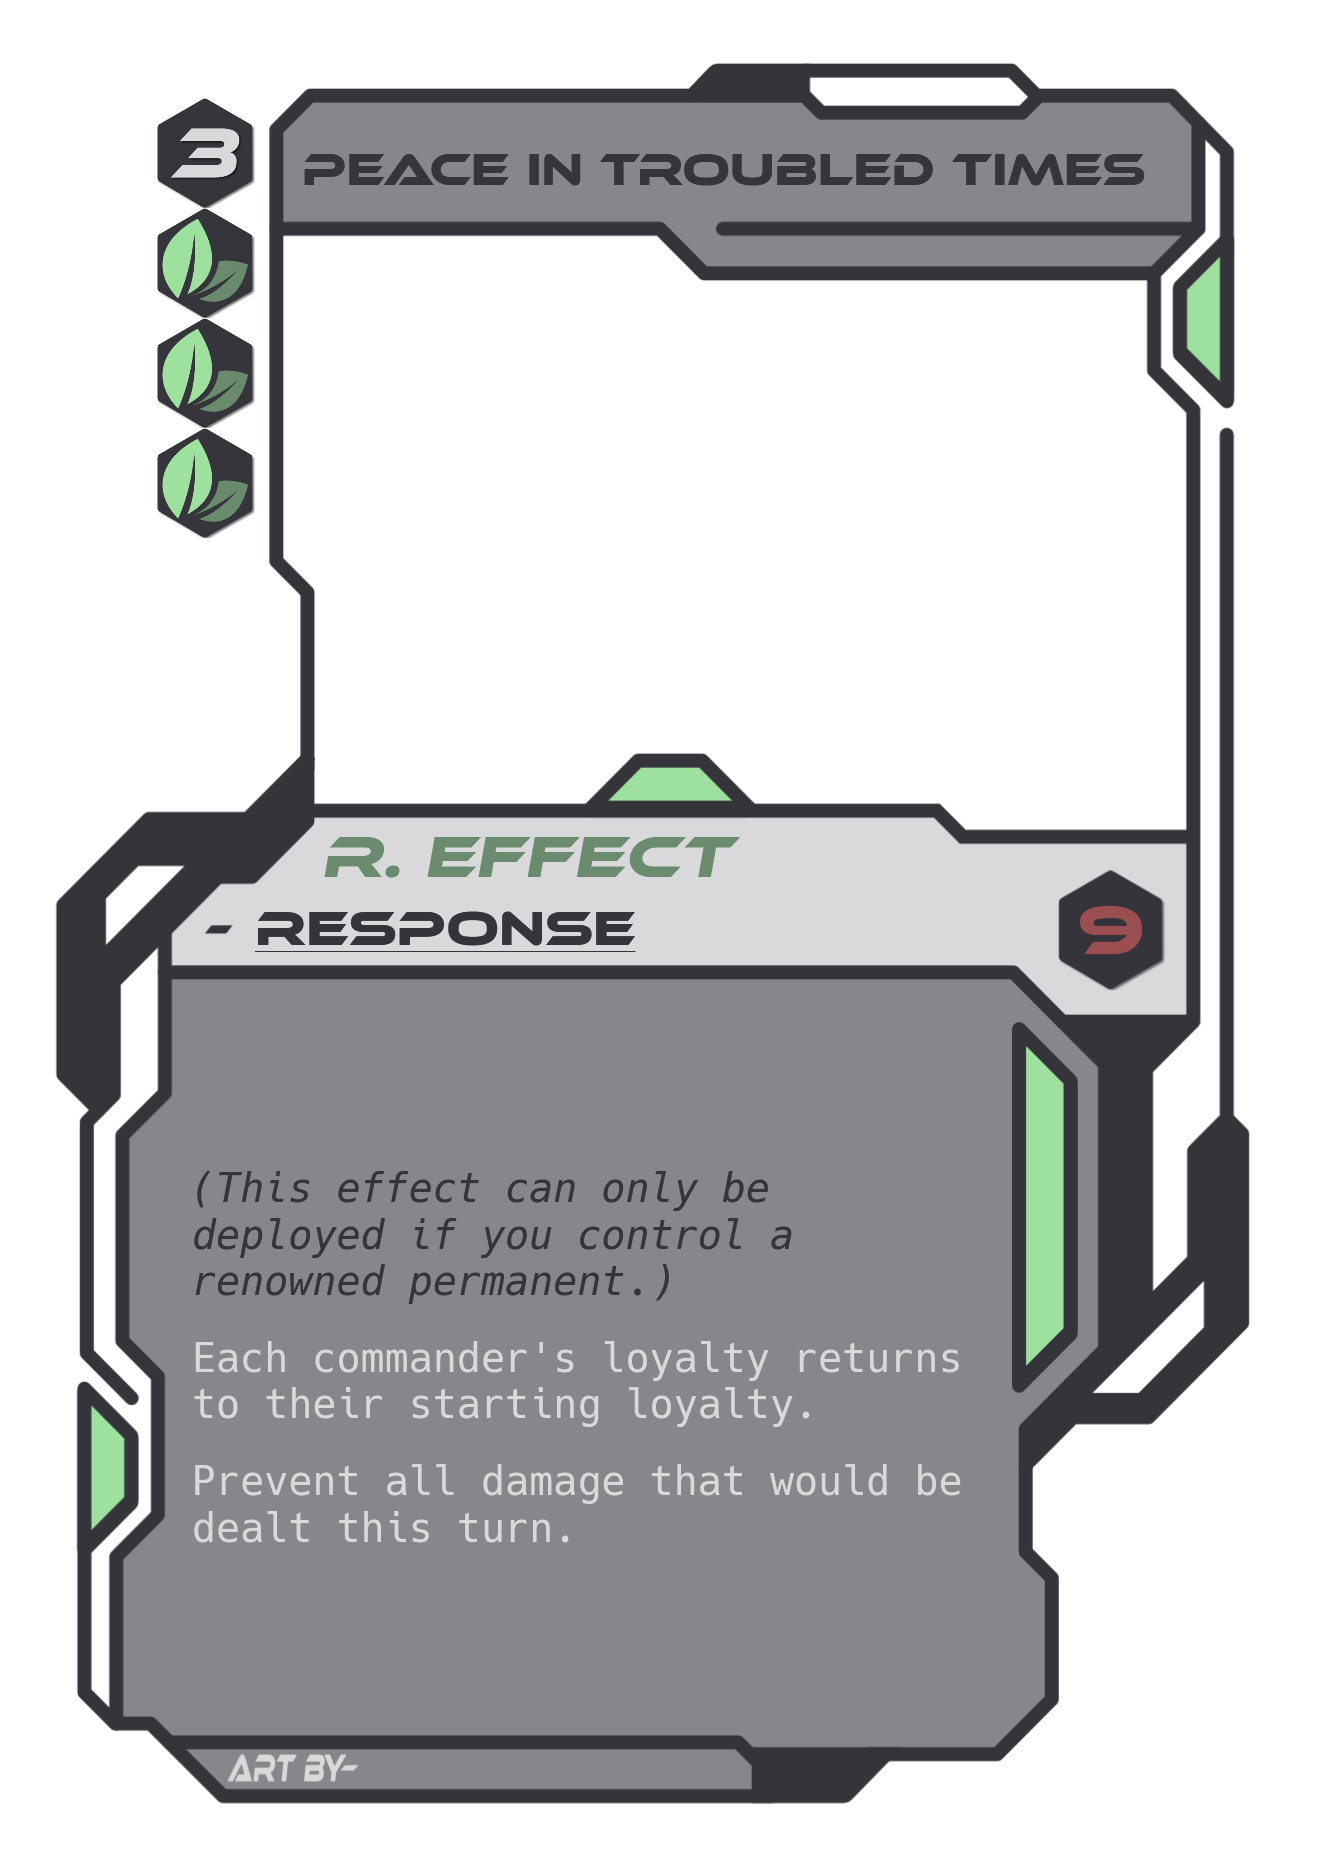 3
PEACE IN TROUBLED TIMES
R. EFFECT
- RESPONSE
9
(This effect can only be
deployed if you control a
renowned permanent.)
Each commander's loyalty returns
to their starting loyalty.
Prevent all damage that would be
dealt this turn.
ART BY-